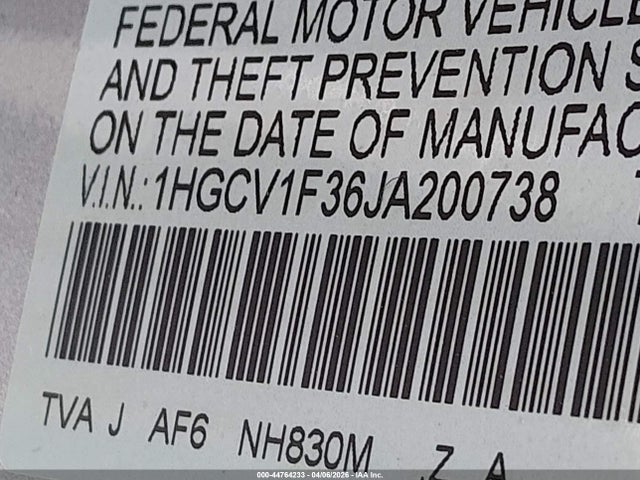 FEDERAL MOTOR VEHICLE
AND THEFT PREVENTION S
ON THE DATE OF MANUFAC
V.I.N.: 1HGCV1F36JA200738
TVA J AF6 NH830M Z A
000-44764233 - 04/06/2026 - IAA Inc.